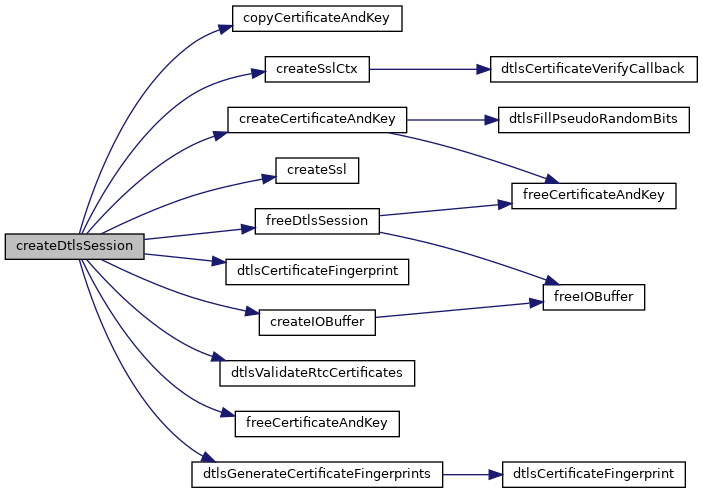 copyCertificateAndKey
createSslCtx
dtlsCertificateVerifyCallback
createCertificateAndKey
dtlsFillPseudoRandomBits
createSsl
freeCertificateAndKey
createDtlsSession
freeDtlsSession
dtlsCertificateFingerprint
freeIOBuffer
createIOBuffer
dtlsValidateRtcCertificates
freeCertificateAndKey
dtlsGenerateCertificateFingerprints
dtlsCertificateFingerprint